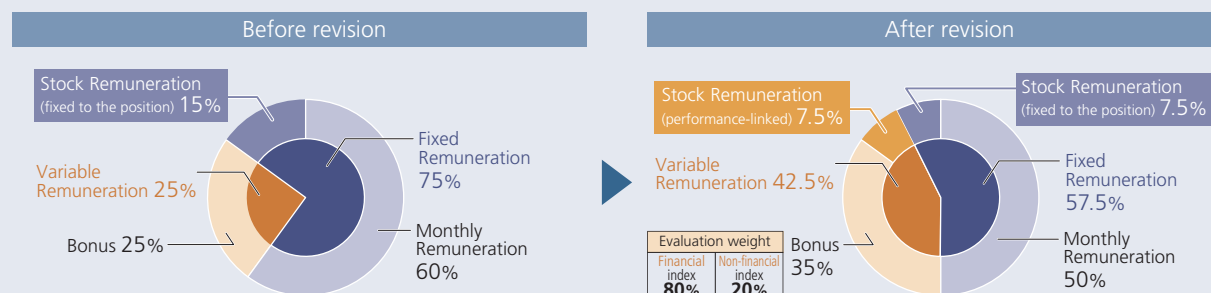 Before revision
Stock Remuneration
(fixed to the position) 15%
Variable
Remuneration 25%
Bonus 25%
Fixed
Remuneration
75%
Monthly
Remuneration
60%
After revision
Stock Remuneration
(performance-linked) 7.5%
Stock Remuneration
(fixed to the position) 7.5%
Variable
Remuneration 42.5%
Evaluation weight
Financial
index
80%
Non-financial
index
20%
Bonus
35%
Fixed
Remuneration
57.5%
Monthly
Remuneration
50%